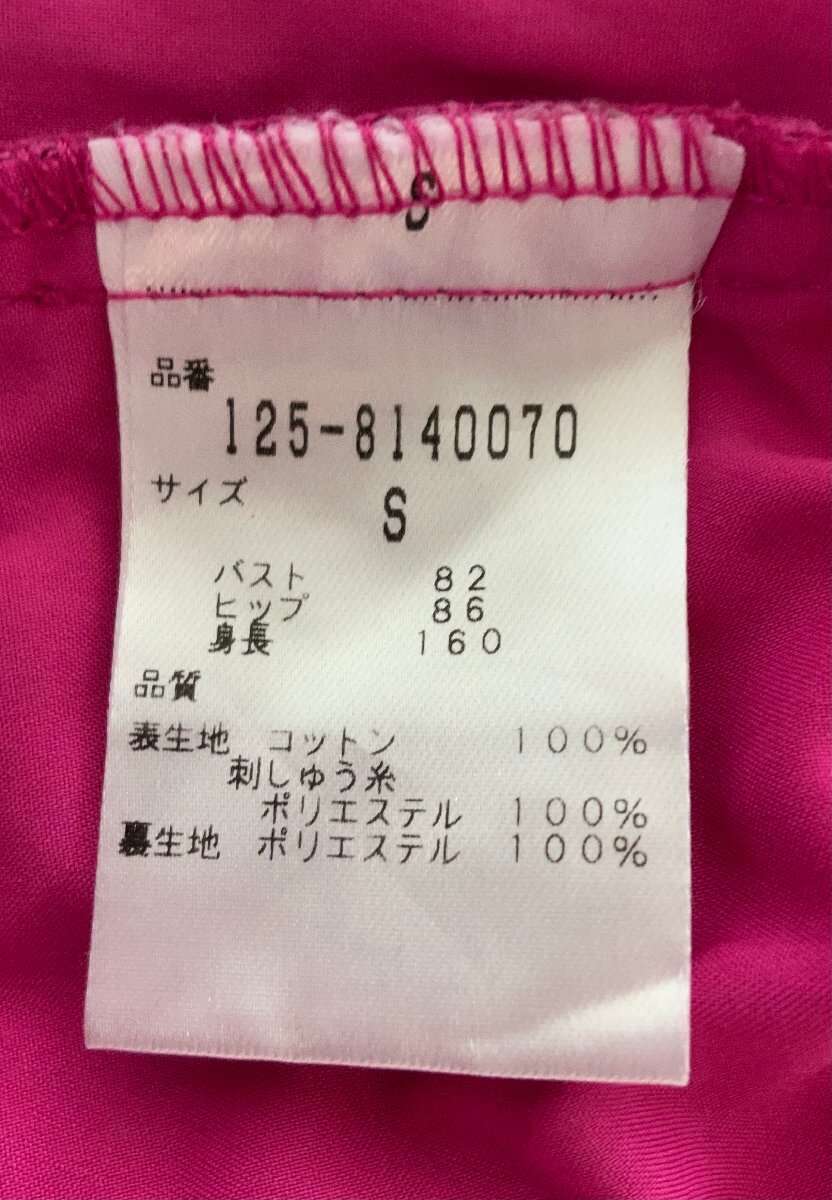 S
品番
125-8140070
サイズ
S
バスト 82
ヒップ 86
身長 160
品質
表生地 コットン 100%
刺しゅう糸
ポリエステル 100%
裏生地 ポリエステル 100%